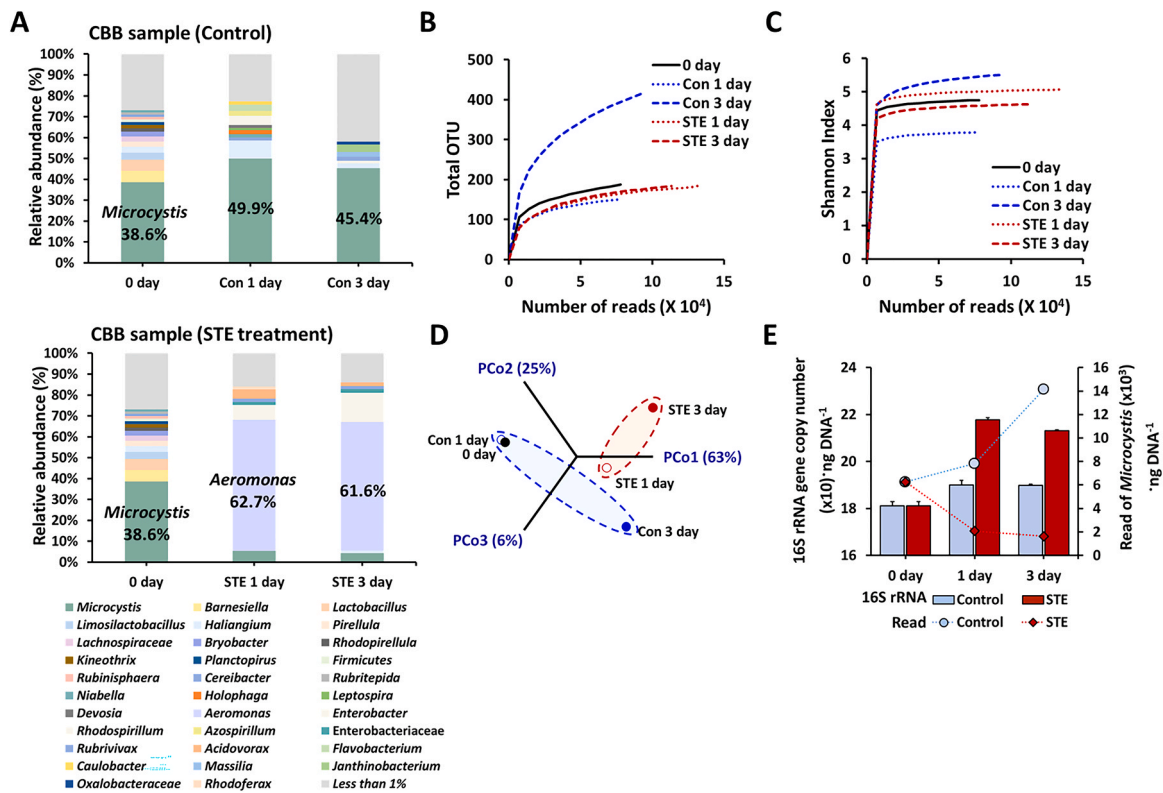 A
CBB sample (Control)
Relative abundance (%)
100%
90%
80%
70%
60%
50%
40%
30%
20%
10%
0%
Microcystis
38.6%
49.9%
45.4%
0 day
Con 1 day
Con 3 day
B
Total OTU
500
400
300
200
100
0
0 day
Con 1 day
Con 3 day
STE 1 day
STE 3 day
0
5
10
15
Number of reads (X 10⁴)
C
Shannon Index
6
5
4
3
2
1
0
0 day
Con 1 day
Con 3 day
STE 1 day
STE 3 day
0
5
10
15
Number of reads (X 10⁴)
CBB sample (STE treatment)
Relative abundance (%)
100%
90%
80%
70%
60%
50%
40%
30%
20%
10%
0%
Microcystis
38.6%
Aeromonas
62.7%
61.6%
0 day
STE 1 day
STE 3 day
Microcystis
Barnesiella
Lactobacillus
Limosilactobacillus
Haliangium
Pirellula
Lachnospiraceae
Bryobacter
Rhodopirellula
Kineothrix
Planctopirus
Firmicutes
Rubinisphaera
Cereibacter
Rubritepida
Niabella
Holophaga
Leptospira
Devosia
Aeromonas
Enterobacter
Rhodospirillum
Azospirillum
Enterobacteriaceae
Rubrivivax
Acidovorax
Flavobacterium
Caulobacter
Massilia
Janthinobacterium
Oxalobacteraceae
Rhodoferax
Less than 1%
D
PCo2 (25%)
STE 3 day
Con 1 day
0 day
PCo1 (63%)
STE 1 day
PCo3 (6%)
Con 3 day
E
16S rRNA gene copy number
(x10)·ng DNA⁻¹
24
22
20
18
16
16
14
12
10
8
6
4
2
0
Read of Microcystis (x10³)
·ng DNA⁻¹
0 day
1 day
3 day
16S rRNA
Control
STE
Read
Control
STE